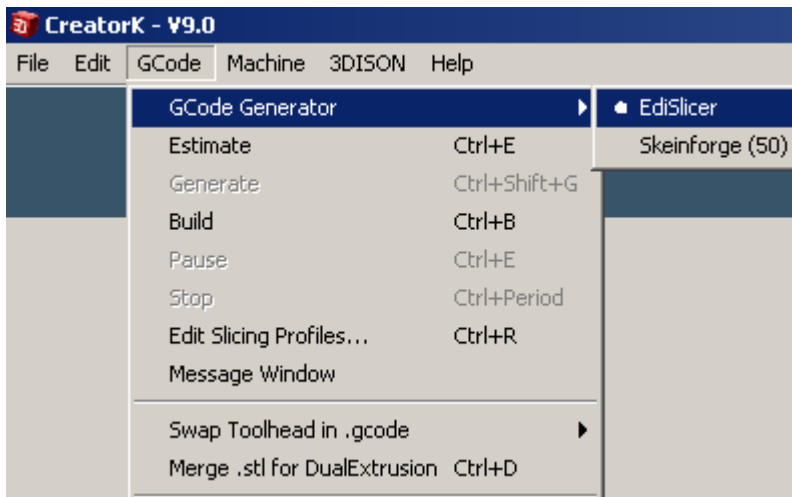 CreatorK - V9.0
File Edit GCode Machine 3DISON Help
GCode Generator EdiSlicer
Estimate Ctrl+E Skeinforge (50)
Generate Ctrl+Shift+G
Build Ctrl+B
Pause Ctrl+E
Stop Ctrl+Period
Edit Slicing Profiles... Ctrl+R
Message Window
Swap Toolhead in .gcode
Merge .stl for DualExtrusion Ctrl+D